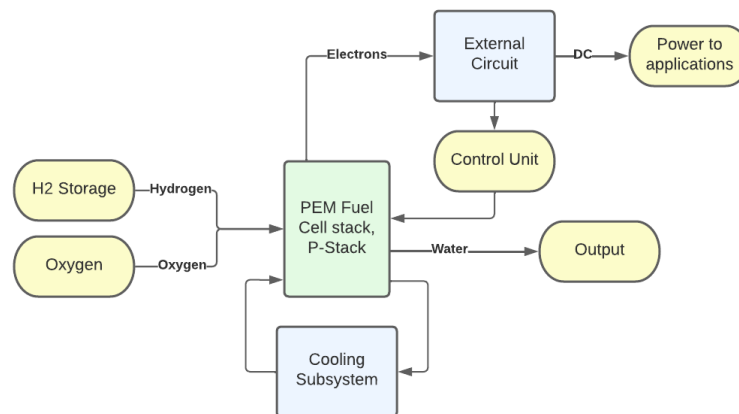 External
Circuit
Electrons
DC
Power to
applications
Control Unit
H2 Storage
Hydrogen
PEM Fuel
Cell stack,
P-Stack
Oxygen
Oxygen
Water
Output
Cooling
Subsystem